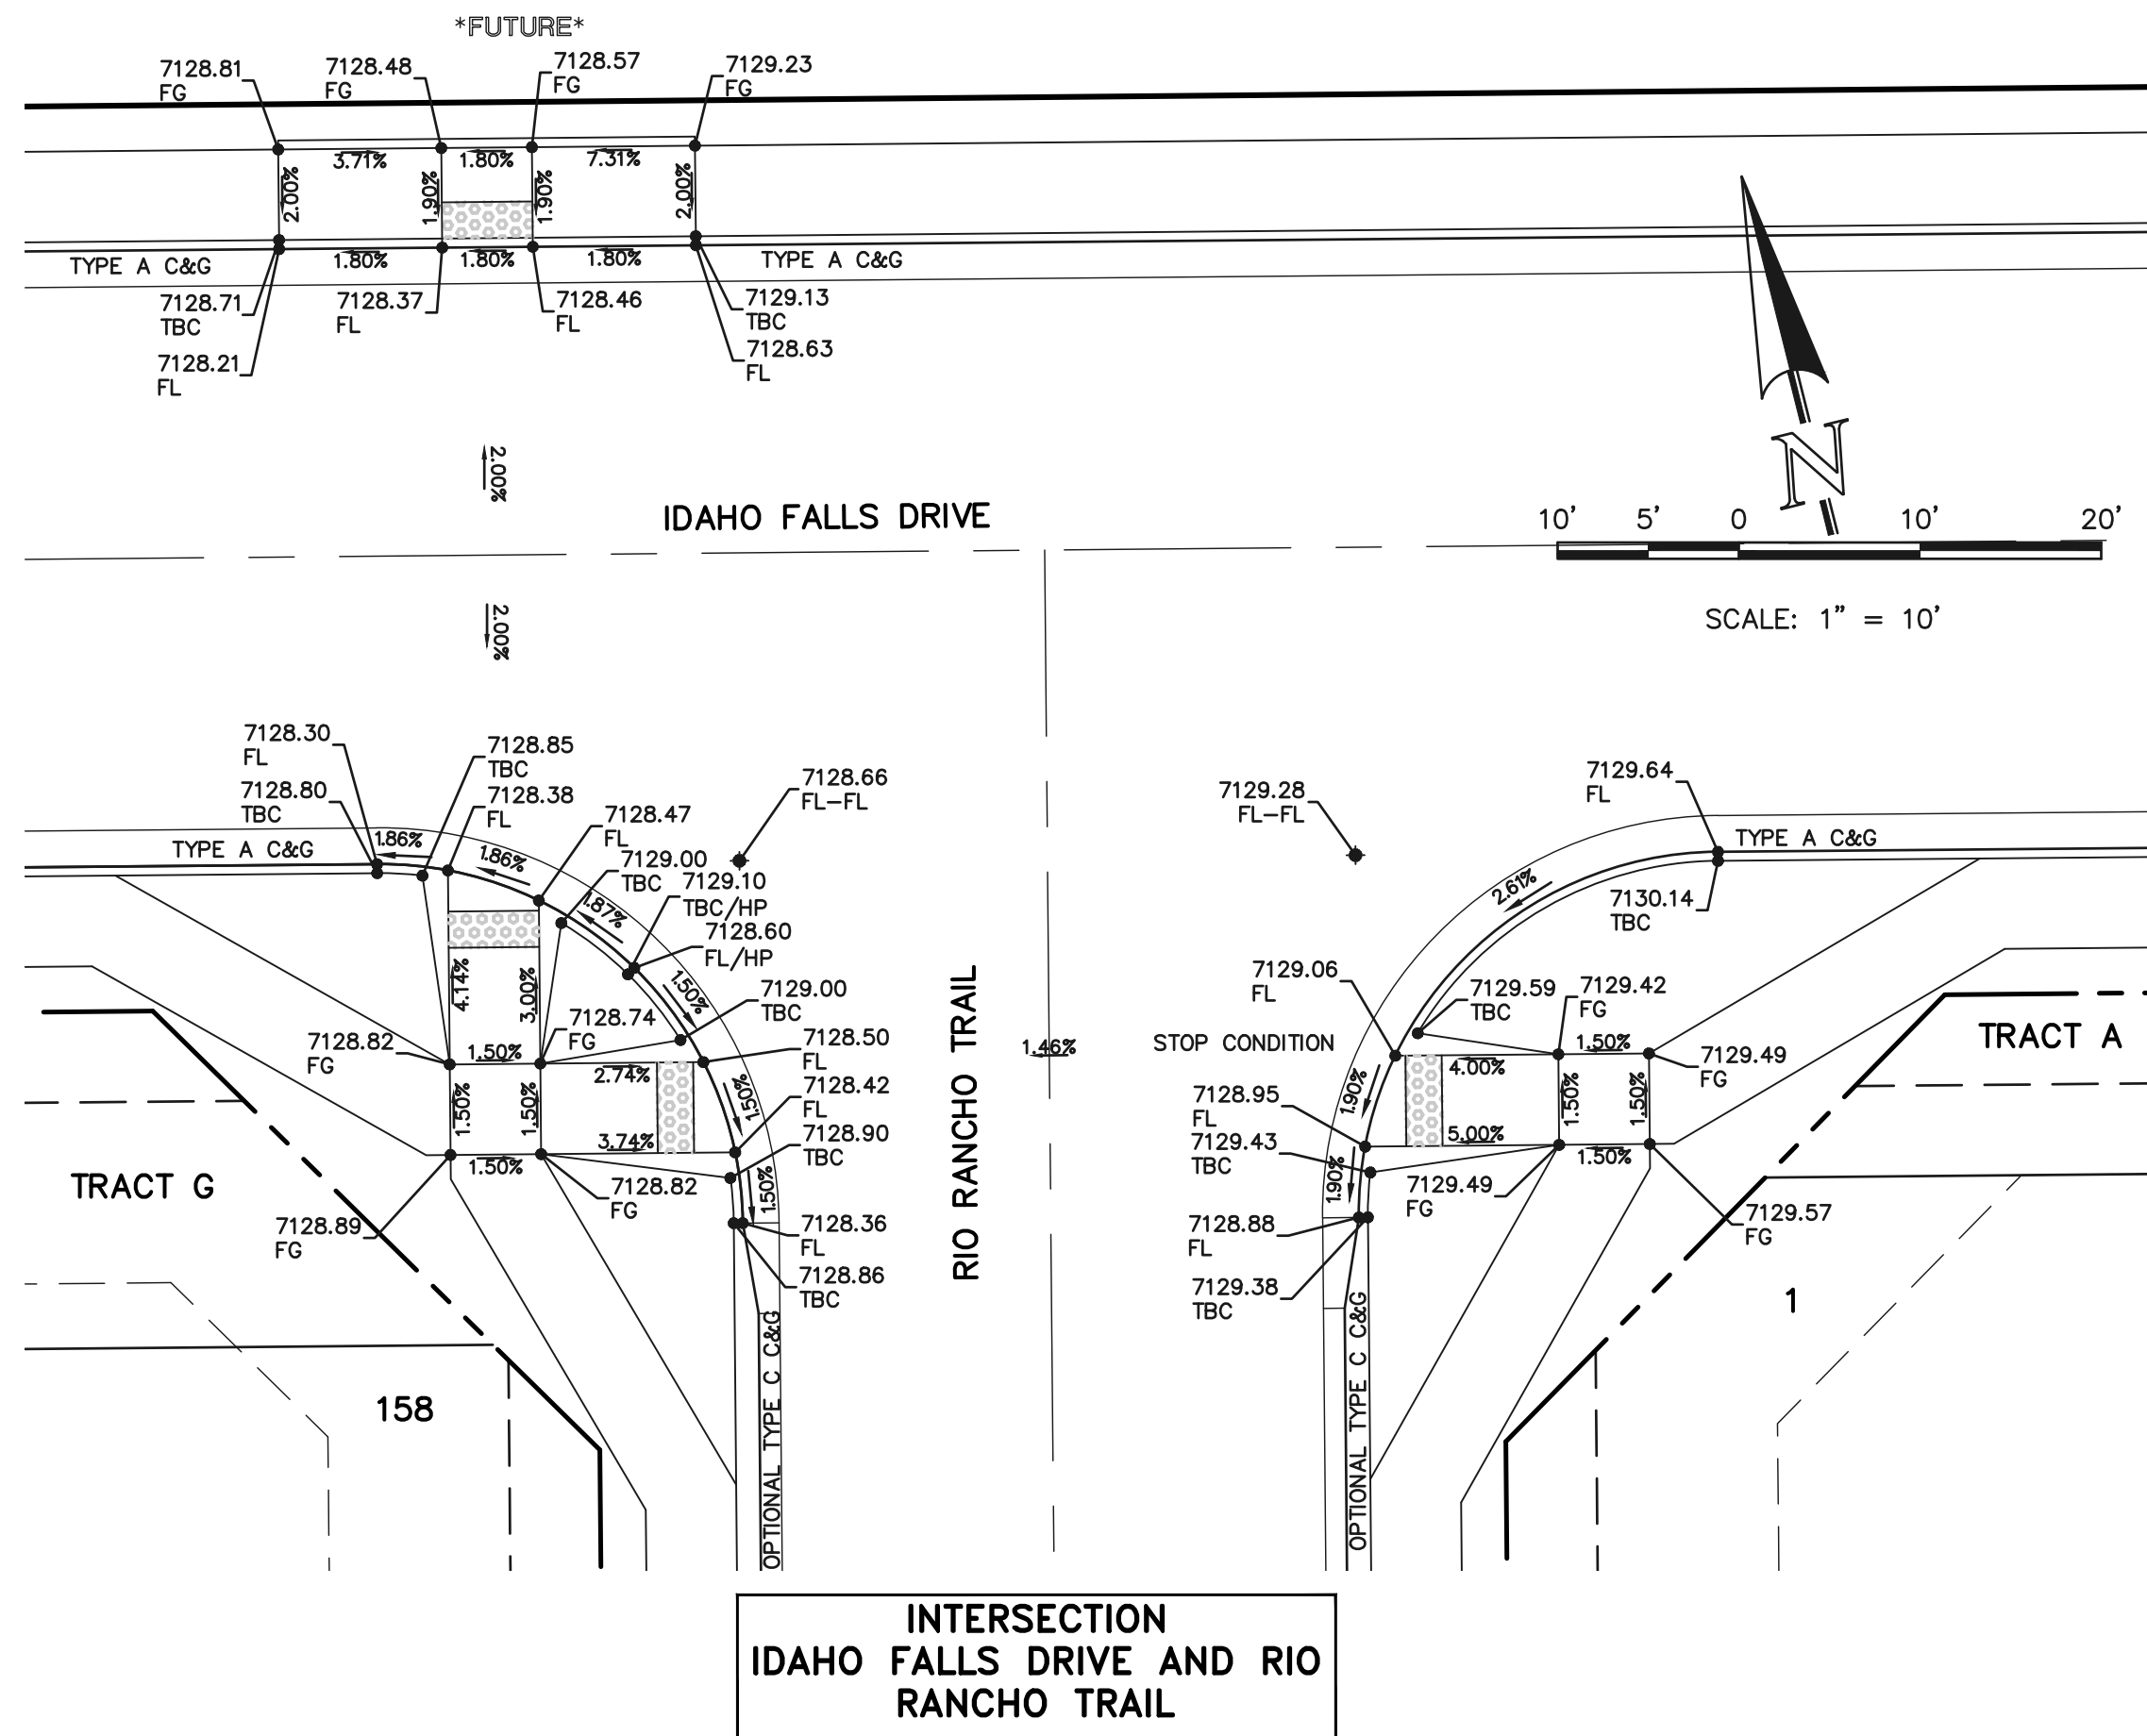 *FUTURE*
7128.81
FG
7128.48
FG
7128.57
FG
7129.23
FG
3.71%
1.80%
7.31%
2.00%
1.90%
1.90%
2.00%
TYPE A C&G
1.80%
1.80%
1.80%
TYPE A C&G
7128.71
TBC
7128.37
FL
7128.46
FL
7129.13
TBC
7128.21
FL
7128.63
FL
2.00%
IDAHO FALLS DRIVE
N
10' 5' 0 10' 20'
SCALE: 1" = 10'
2.00%
7128.30
FL
7128.85
TBC
7128.80
TBC
7128.38
FL
7128.66
FL-FL
7128.47
FL
7129.28
FL-FL
7129.64
FL
TYPE A C&G
1.86%
1.86%
7129.00
TBC
7129.10
TBC/HP
7128.60
FL/HP
1.87%
1.50%
TYPE A C&G
2.61%
7130.14
TBC
4.14%
3.00%
7129.00
TBC
7129.06
FL
7129.59
TBC
7129.42
FG
7128.82
FG
7128.74
FG
1.50%
2.74%
7128.50
FL
RIO RANCHO TRAIL
1.46%
STOP CONDITION
1.50%
4.00%
7129.49
FG
TRACT A
1.50%
1.50%
1.50%
7128.42
FL
7128.95
FL
1.90%
1.50%
1.50%
3.74%
1.50%
7128.90
TBC
7129.43
TBC
5.00%
1.50%
TRACT G
7128.82
FG
1.50%
1.90%
7129.49
FG
7128.89
FG
7128.36
FL
7128.88
FL
7129.57
FG
7128.86
TBC
7129.38
TBC
1
158
OPTIONAL TYPE C C&G
OPTIONAL TYPE C C&G
INTERSECTION
IDAHO FALLS DRIVE AND RIO
RANCHO TRAIL